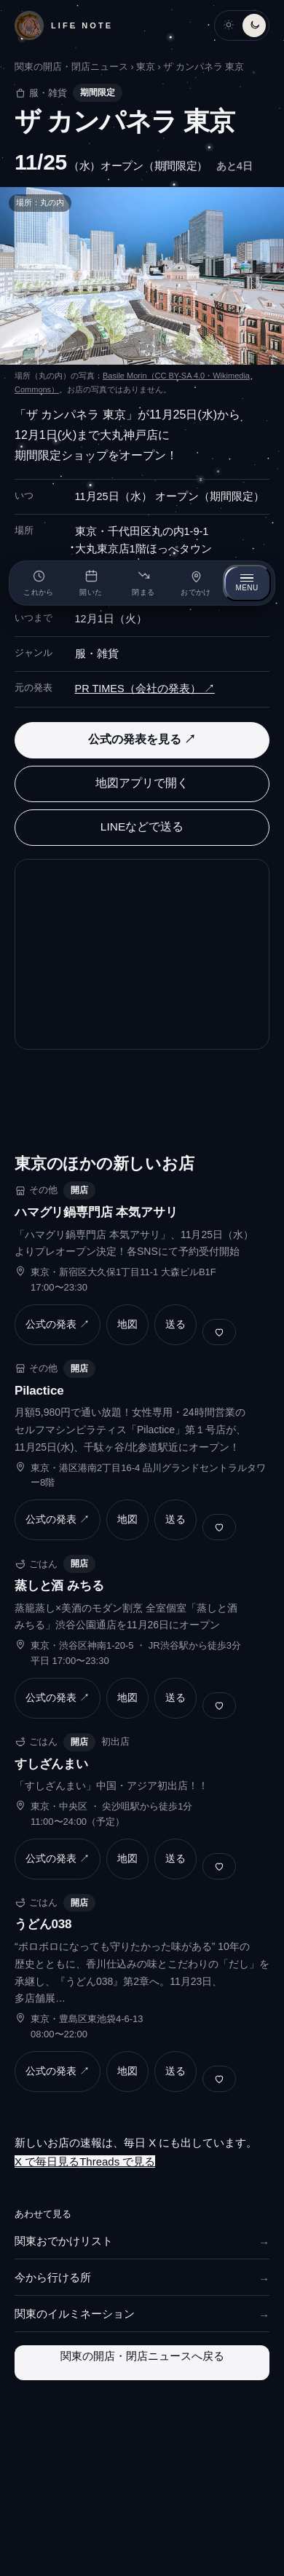 LIFE NOTE
関東の開店・閉店ニュース › 東京 › ザ カンパネラ 東京
服・雑貨 期間限定
ザ カンパネラ 東京
11/25（水）オープン（期間限定） あと4日
場所：丸の内
場所（丸の内）の写真：Basile Morin（CC BY-SA 4.0・Wikimedia
Commons）。お店の写真ではありません。
「ザ カンパネラ 東京」が11月25日(水)から
12月1日(火)まで大丸神戸店に
期間限定ショップをオープン！
いつ 11月25日（水） オープン（期間限定）
場所 東京・千代田区丸の内1-9-1
大丸東京店1階ほっぺタウン
これから 開いた 閉まる おでかけ MENU
いつまで 12月1日（火）
ジャンル 服・雑貨
元の発表 PR TIMES（会社の発表） ↗
公式の発表を見る ↗
地図アプリで開く
LINEなどで送る
東京のほかの新しいお店
その他 開店
ハマグリ鍋専門店 本気アサリ
「ハマグリ鍋専門店 本気アサリ」、11月25日（水）
よりプレオープン決定！各SNSにて予約受付開始
東京・新宿区大久保1丁目11-1 大森ビルB1F
17:00〜23:30
公式の発表 ↗ 地図 送る
その他 開店
Pilactice
月額5,980円で通い放題！女性専用・24時間営業の
セルフマシンピラティス「Pilactice」第１号店が、
11月25日(水)、千駄ヶ谷/北参道駅近にオープン！
東京・港区港南2丁目16-4 品川グランドセントラルタワ
ー8階
公式の発表 ↗ 地図 送る
ごはん 開店
蒸しと酒 みちる
蒸籠蒸し×美酒のモダン割烹 全室個室「蒸しと酒
みちる」渋谷公園通店を11月26日にオープン
東京・渋谷区神南1-20-5 ・ JR渋谷駅から徒歩3分
平日 17:00〜23:30
公式の発表 ↗ 地図 送る
ごはん 開店 初出店
すしざんまい
「すしざんまい」中国・アジア初出店！！
東京・中央区 ・ 尖沙咀駅から徒歩1分
11:00〜24:00（予定）
公式の発表 ↗ 地図 送る
ごはん 開店
うどん038
“ボロボロになっても守りたかった味がある” 10年の
歴史とともに、香川仕込みの味とこだわりの「だし」を
承継し、『うどん038』第2章へ。11月23日、
多店舗展…
東京・豊島区東池袋4-6-13
08:00〜22:00
公式の発表 ↗ 地図 送る
新しいお店の速報は、毎日 X にも出しています。
X で毎日見るThreads で見る
あわせて見る
関東おでかけリスト →
今から行ける所 →
関東のイルミネーション →
関東の開店・閉店ニュースへ戻る